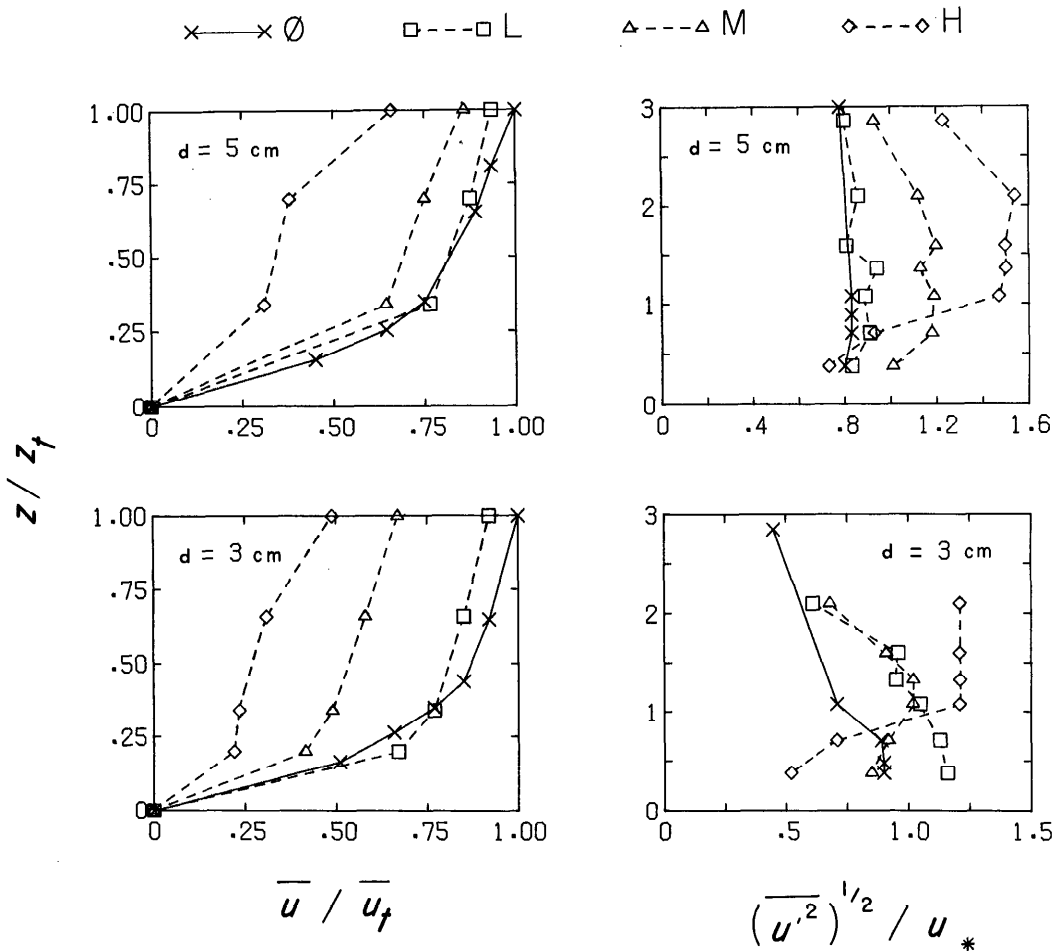 Ø L M H
1.00 .75 .50 .25 0
d = 5 cm
0 .25 .50 .75 1.00
3 2 1 0
d = 5 cm
0 .4 .8 1.2 1.6
z / z_t
1.00 .75 .50 .25 0
d = 3 cm
0 .25 .50 .75 1.00
3 2 1 0
d = 3 cm
0 .5 1.0 1.5
u̅ / u̅_t
(u'²)^1/2 / u_*